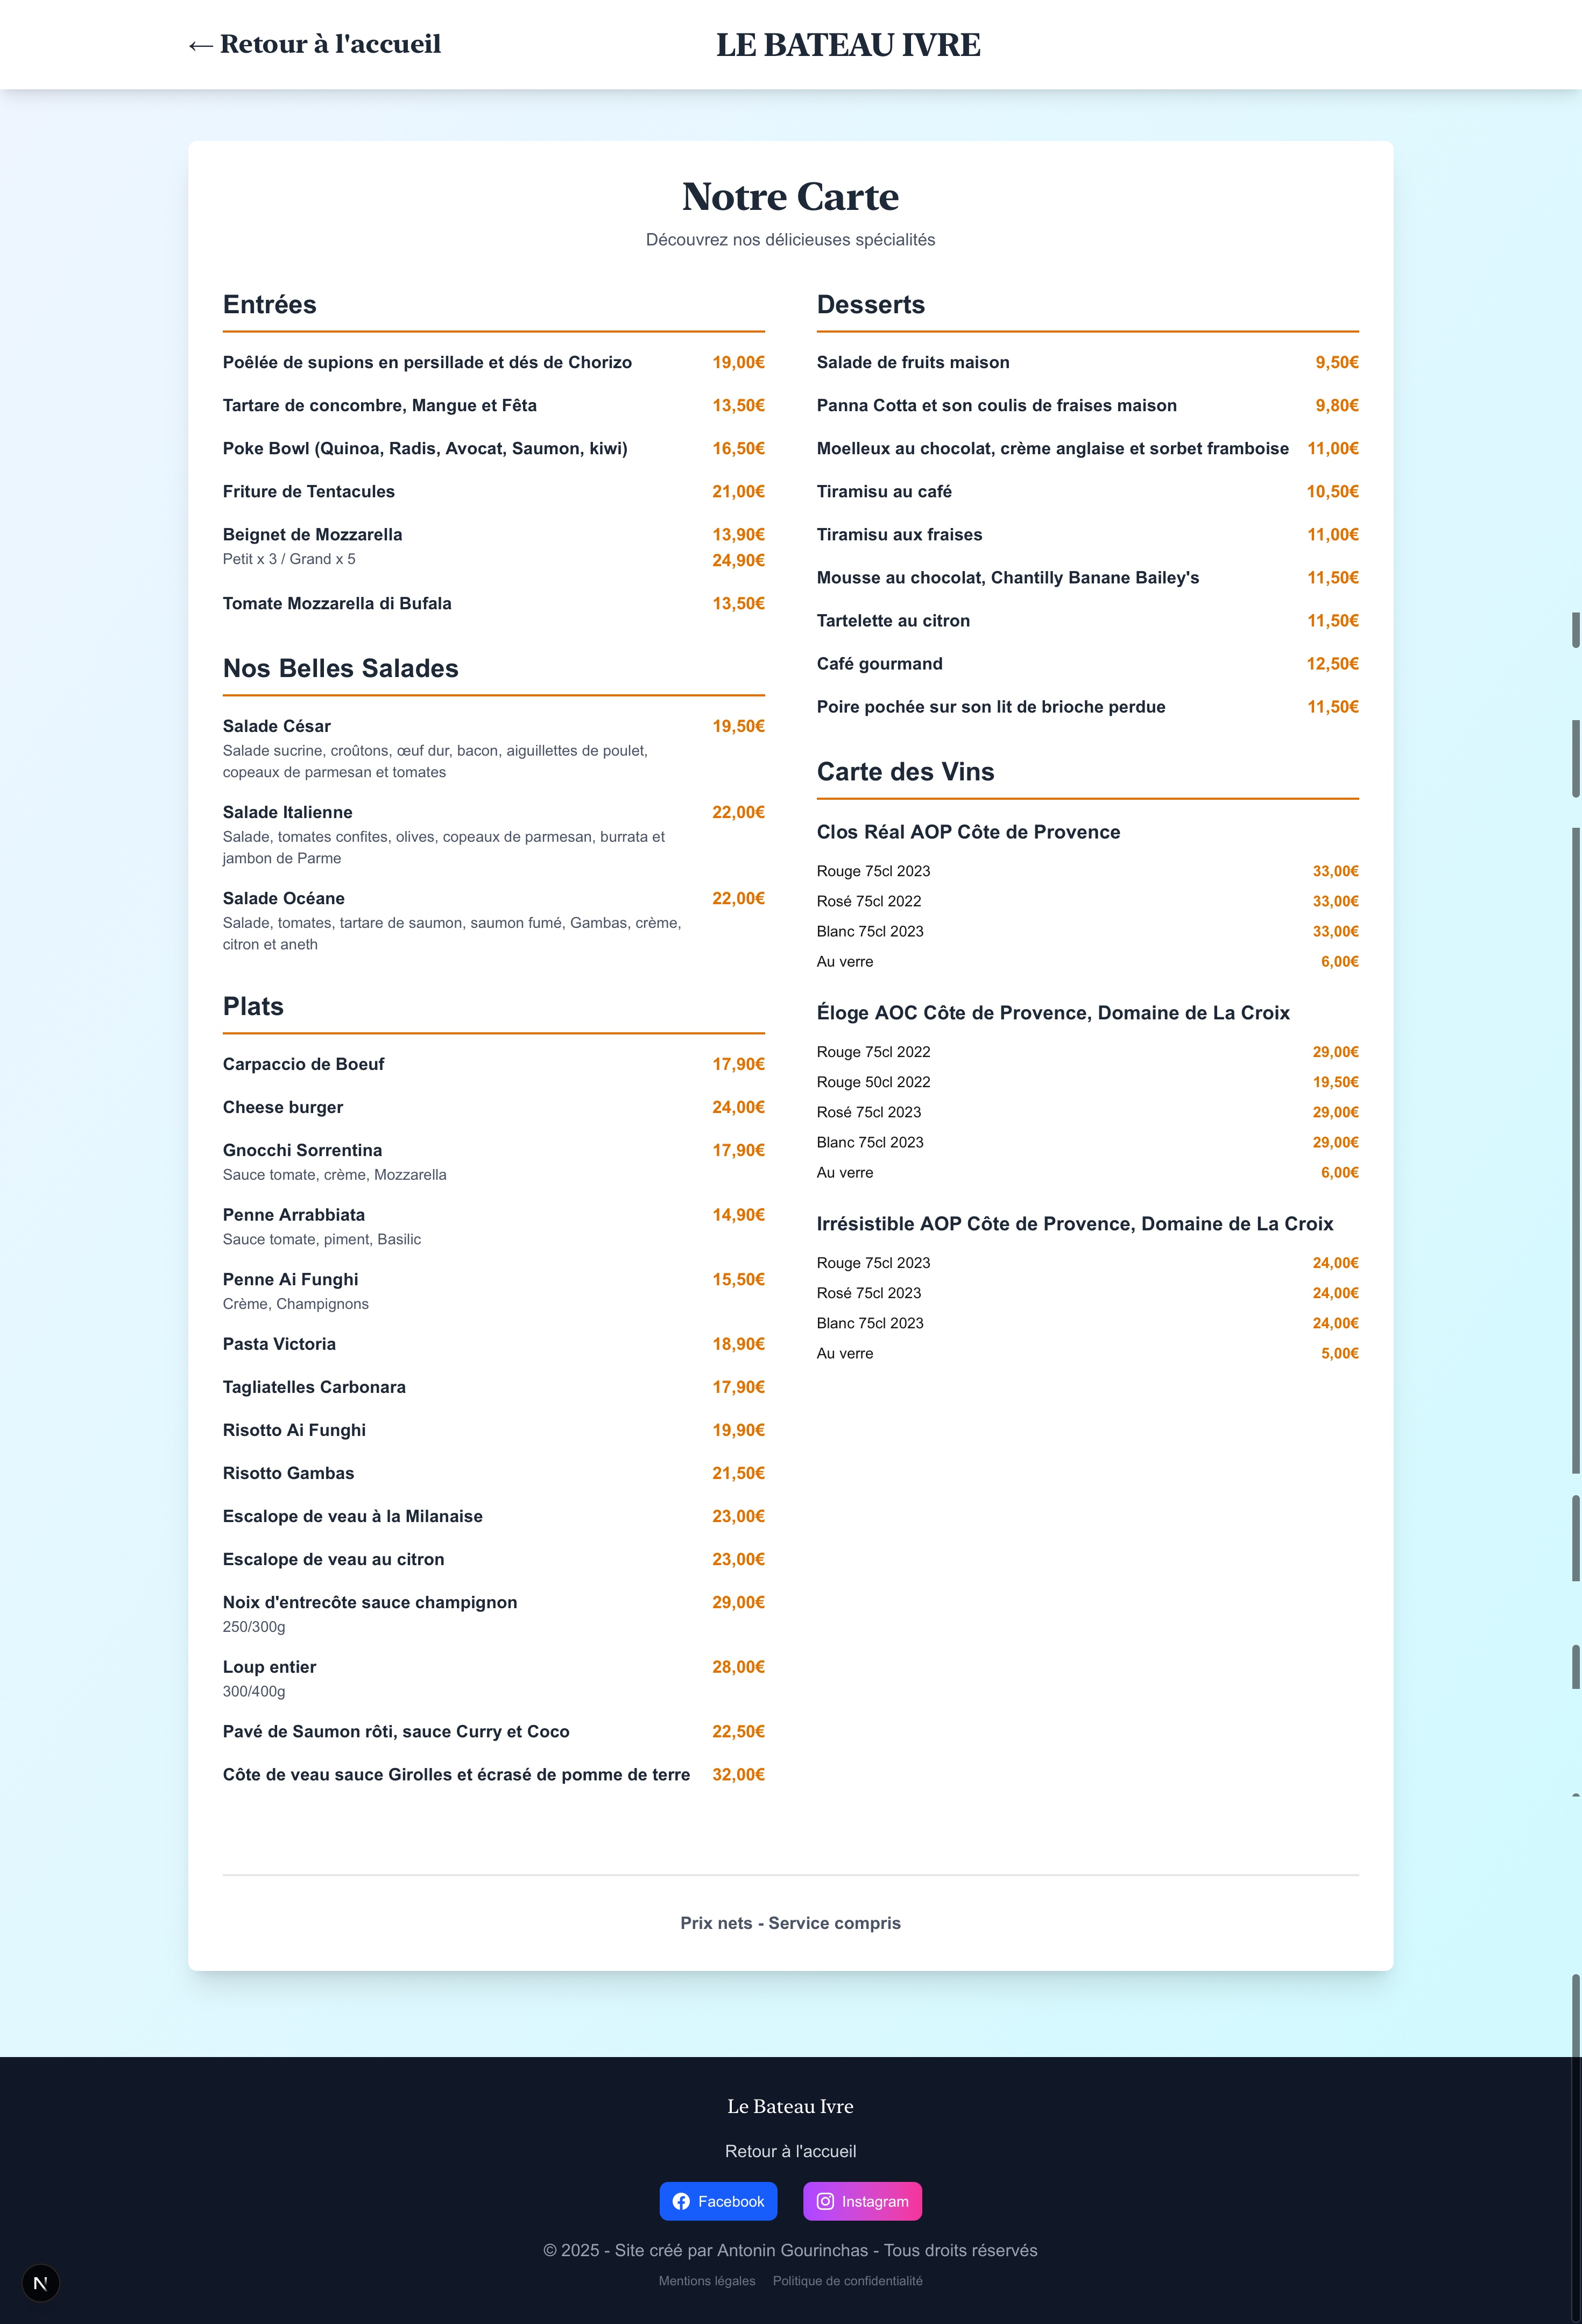 ← Retour à l'accueil
LE BATEAU IVRE
Notre Carte
Découvrez nos délicieuses spécialités
Entrées
Poêlée de supions en persillade et dés de Chorizo 19,00€
Tartare de concombre, Mangue et Fêta 13,50€
Poke Bowl (Quinoa, Radis, Avocat, Saumon, kiwi) 16,50€
Friture de Tentacules 21,00€
Beignet de Mozzarella 13,90€
Petit x 3 / Grand x 5 24,90€
Tomate Mozzarella di Bufala 13,50€
Nos Belles Salades
Salade César 19,50€
Salade sucrine, croûtons, œuf dur, bacon, aiguillettes de poulet,
copeaux de parmesan et tomates
Salade Italienne 22,00€
Salade, tomates confites, olives, copeaux de parmesan, burrata et
jambon de Parme
Salade Océane 22,00€
Salade, tomates, tartare de saumon, saumon fumé, Gambas, crème,
citron et aneth
Plats
Carpaccio de Boeuf 17,90€
Cheese burger 24,00€
Gnocchi Sorrentina 17,90€
Sauce tomate, crème, Mozzarella
Penne Arrabbiata 14,90€
Sauce tomate, piment, Basilic
Penne Ai Funghi 15,50€
Crème, Champignons
Pasta Victoria 18,90€
Tagliatelles Carbonara 17,90€
Risotto Ai Funghi 19,90€
Risotto Gambas 21,50€
Escalope de veau à la Milanaise 23,00€
Escalope de veau au citron 23,00€
Noix d'entrecôte sauce champignon 29,00€
250/300g
Loup entier 28,00€
300/400g
Pavé de Saumon rôti, sauce Curry et Coco 22,50€
Côte de veau sauce Girolles et écrasé de pomme de terre 32,00€
Desserts
Salade de fruits maison 9,50€
Panna Cotta et son coulis de fraises maison 9,80€
Moelleux au chocolat, crème anglaise et sorbet framboise 11,00€
Tiramisu au café 10,50€
Tiramisu aux fraises 11,00€
Mousse au chocolat, Chantilly Banane Bailey's 11,50€
Tartelette au citron 11,50€
Café gourmand 12,50€
Poire pochée sur son lit de brioche perdue 11,50€
Carte des Vins
Clos Réal AOP Côte de Provence
Rouge 75cl 2023 33,00€
Rosé 75cl 2022 33,00€
Blanc 75cl 2023 33,00€
Au verre 6,00€
Éloge AOC Côte de Provence, Domaine de La Croix
Rouge 75cl 2022 29,00€
Rouge 50cl 2022 19,50€
Rosé 75cl 2023 29,00€
Blanc 75cl 2023 29,00€
Au verre 6,00€
Irrésistible AOP Côte de Provence, Domaine de La Croix
Rouge 75cl 2023 24,00€
Rosé 75cl 2023 24,00€
Blanc 75cl 2023 24,00€
Au verre 5,00€
Prix nets - Service compris
Le Bateau Ivre
Retour à l'accueil
Facebook Instagram
© 2025 - Site créé par Antonin Gourinchas - Tous droits réservés
Mentions légales Politique de confidentialité
N